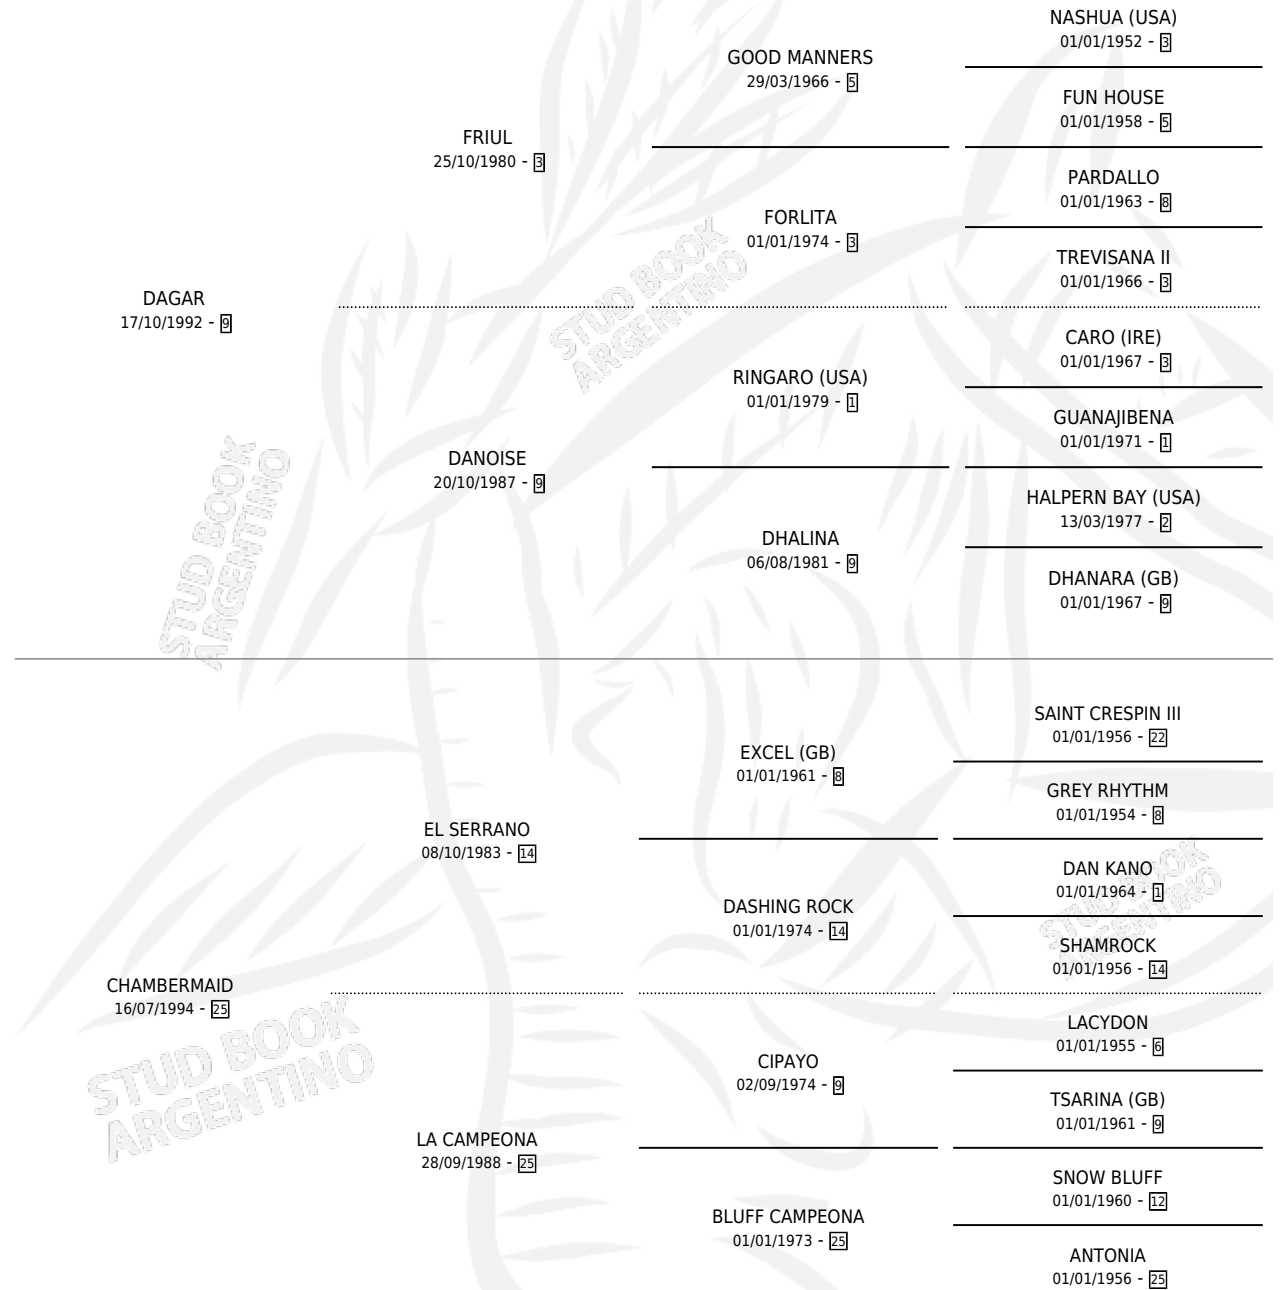 NASHUA (USA)
01/01/1952 - 3
GOOD MANNERS
29/03/1966 - 5
FUN HOUSE
01/01/1958 - 5
FRIUL
25/10/1980 - 3
PARDALLO
01/01/1963 - 8
FORLITA
01/01/1974 - 3
TREVISANA II
01/01/1966 - 3
DAGAR
17/10/1992 - 9
CARO (IRE)
01/01/1967 - 3
RINGARO (USA)
01/01/1979 - 1
GUANAJIBENA
01/01/1971 - 1
DANOISE
20/10/1987 - 9
HALPERN BAY (USA)
13/03/1977 - 2
DHALINA
06/08/1981 - 9
DHANARA (GB)
01/01/1967 - 9
SAINT CRESPIN III
01/01/1956 - 22
EXCEL (GB)
01/01/1961 - 8
GREY RHYTHM
01/01/1954 - 8
EL SERRANO
08/10/1983 - 14
DAN KANO
01/01/1964 - 1
DASHING ROCK
01/01/1974 - 14
SHAMROCK
01/01/1956 - 14
CHAMBERMAID
16/07/1994 - 25
LACYDON
01/01/1955 - 6
CIPAYO
02/09/1974 - 9
TSARINA (GB)
01/01/1961 - 9
LA CAMPEONA
28/09/1988 - 25
SNOW BLUFF
01/01/1960 - 12
BLUFF CAMPEONA
01/01/1973 - 25
ANTONIA
01/01/1956 - 25
STUD BOOK
ARGENTINO
STUD BOOK
ARGENTINO
STUD BOOK
ARGENTINO
STUD BOOK
ARGENTINO